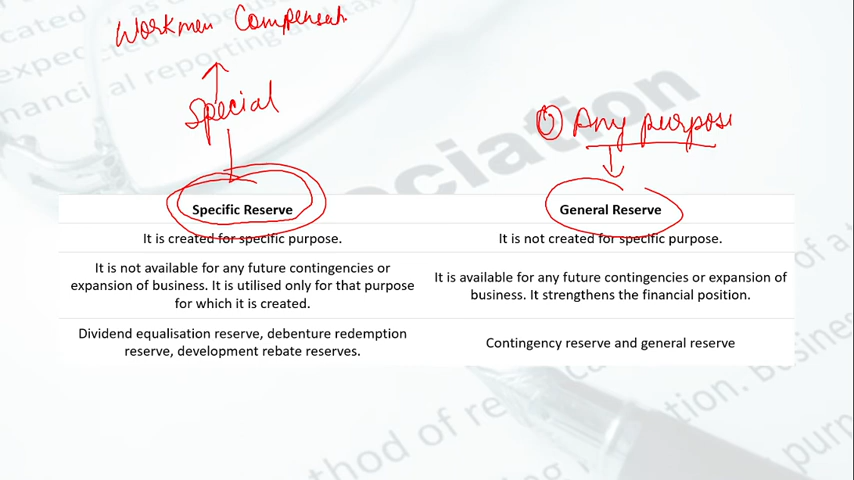 Workmen Compensat.
Special
① Any purpose
Specific Reserve
General Reserve
It is created for specific purpose.
It is not created for specific purpose.
It is not available for any future contingencies or
expansion of business. It is utilised only for that purpose
for which it is created.
It is available for any future contingencies or expansion of
business. It strengthens the financial position.
Dividend equalisation reserve, debenture redemption
reserve, development rebate reserves.
Contingency reserve and general reserve